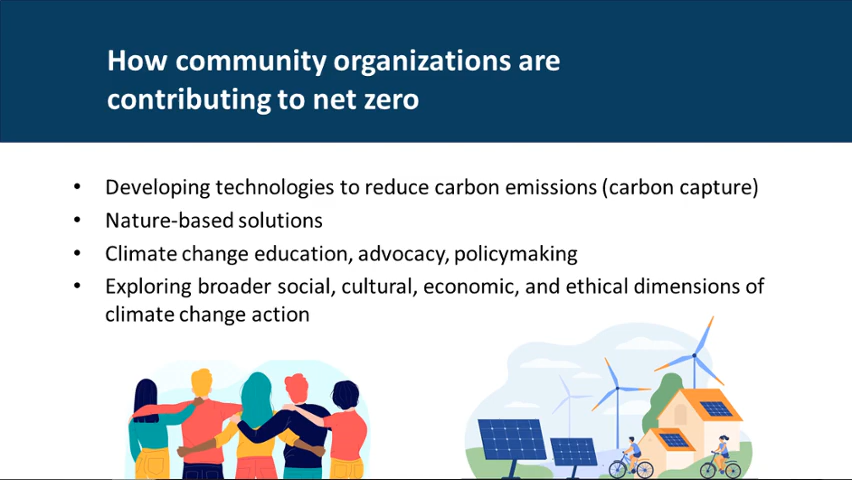 How community organizations are
contributing to net zero
• Developing technologies to reduce carbon emissions (carbon capture)
• Nature-based solutions
• Climate change education, advocacy, policymaking
• Exploring broader social, cultural, economic, and ethical dimensions of
climate change action